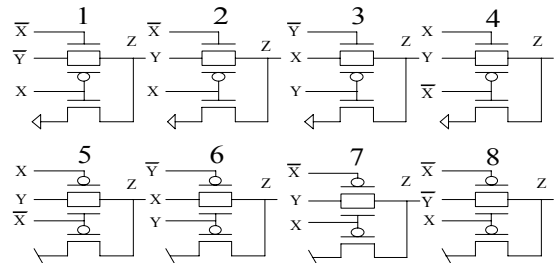 1 2 3 4
X̅ X̅ Y̅ X
Z Z Z Z
Y̅ Y X Y
X X Y X̅
5 6 7 8
X Y̅ X̅ X̅
Z Z Z Z
Y X Y Y̅
X̅ Y X X